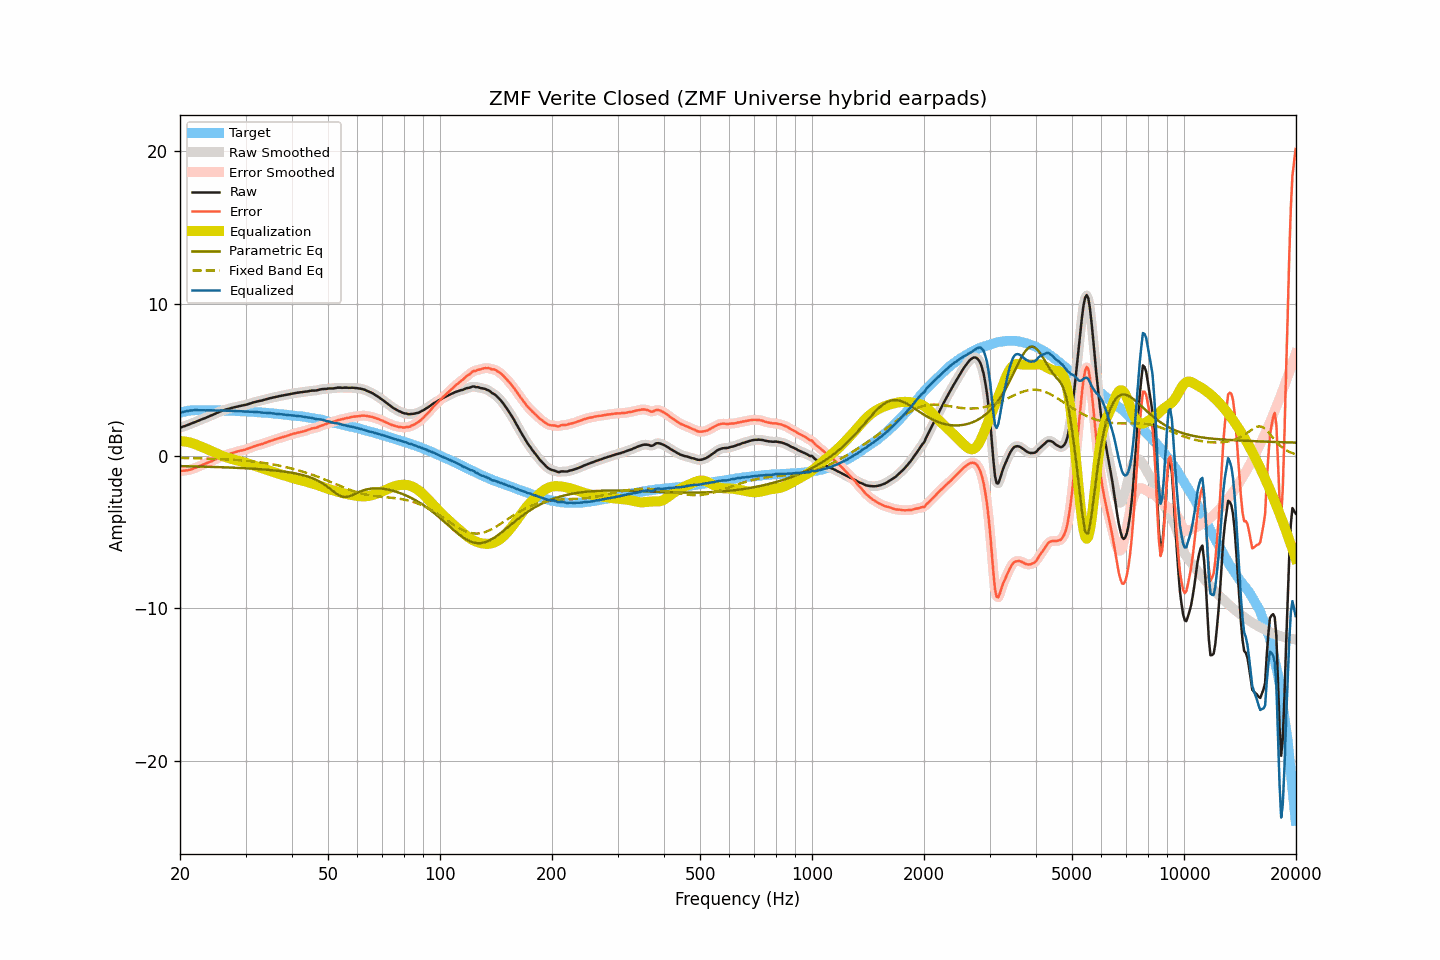 ZMF Verite Closed (ZMF Universe hybrid earpads)
Target
Raw Smoothed
Error Smoothed
Raw
Error
Equalization
Parametric Eq
Fixed Band Eq
Equalized
Amplitude (dBr)
20
10
0
−10
−20
20 50 100 200 500 1000 2000 5000 10000 20000
Frequency (Hz)